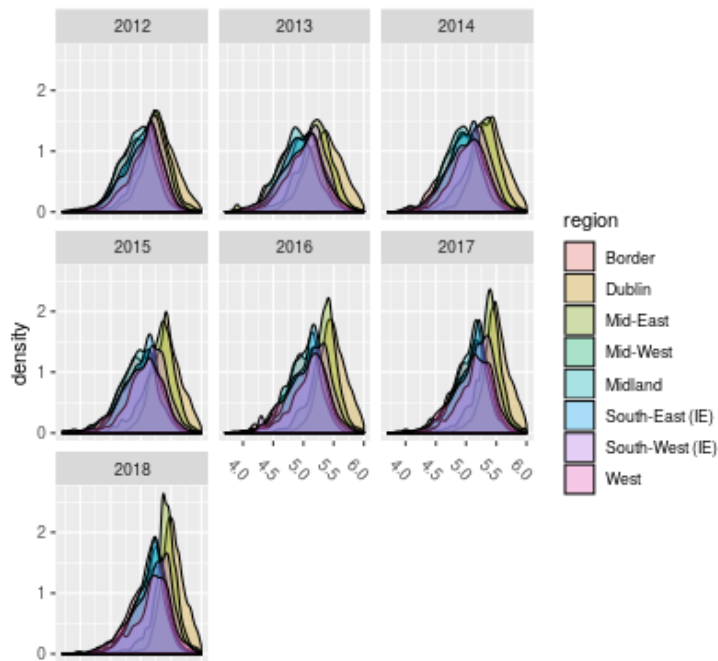 2012
2013
2014
2
1
0
2015
2016
2017
2
1
0
density
4.0
4.5
5.0
5.5
6.0
4.0
4.5
5.0
5.5
6.0
2018
2
1
0
region
Border
Dublin
Mid-East
Mid-West
Midland
South-East (IE)
South-West (IE)
West